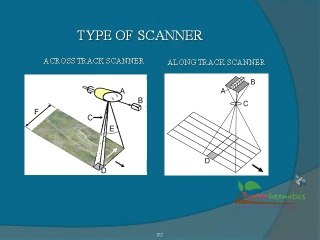 TYPE OF SCANNER
ACROSS TRACK SCANNER
ALONG TRACK SCANNER
A
B
C
E
F
D
A
B
C
D